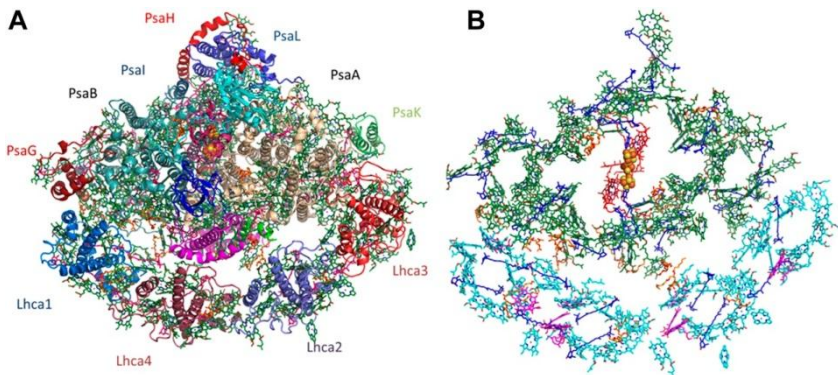 A
B
PsaH
PsaL
PsaI
PsaA
PsaB
PsaK
PsaG
Lhca3
Lhca1
Lhca2
Lhca4